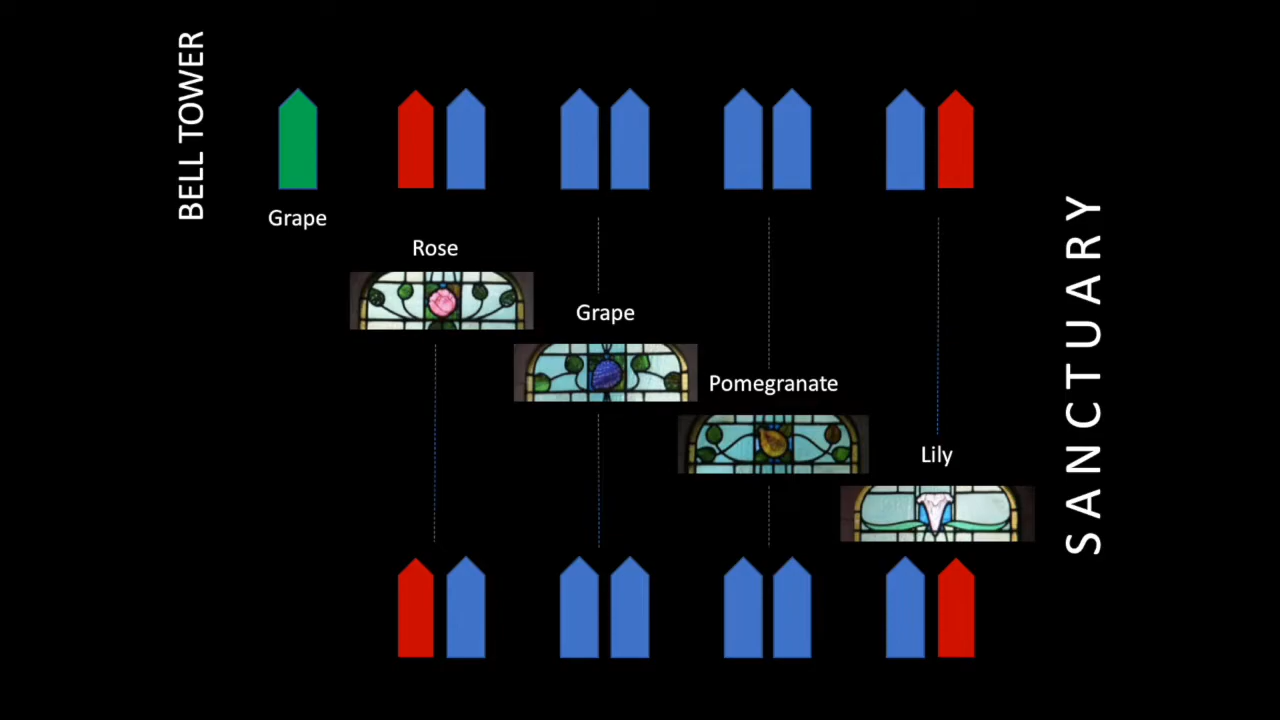 BELL TOWER
Grape
Rose
Grape
Pomegranate
Lily
SANCTUARY